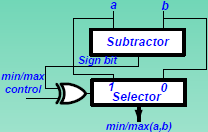 a b
Subtractor
Sign bit
min/max
control
1 0
Selector
min/max(a,b)